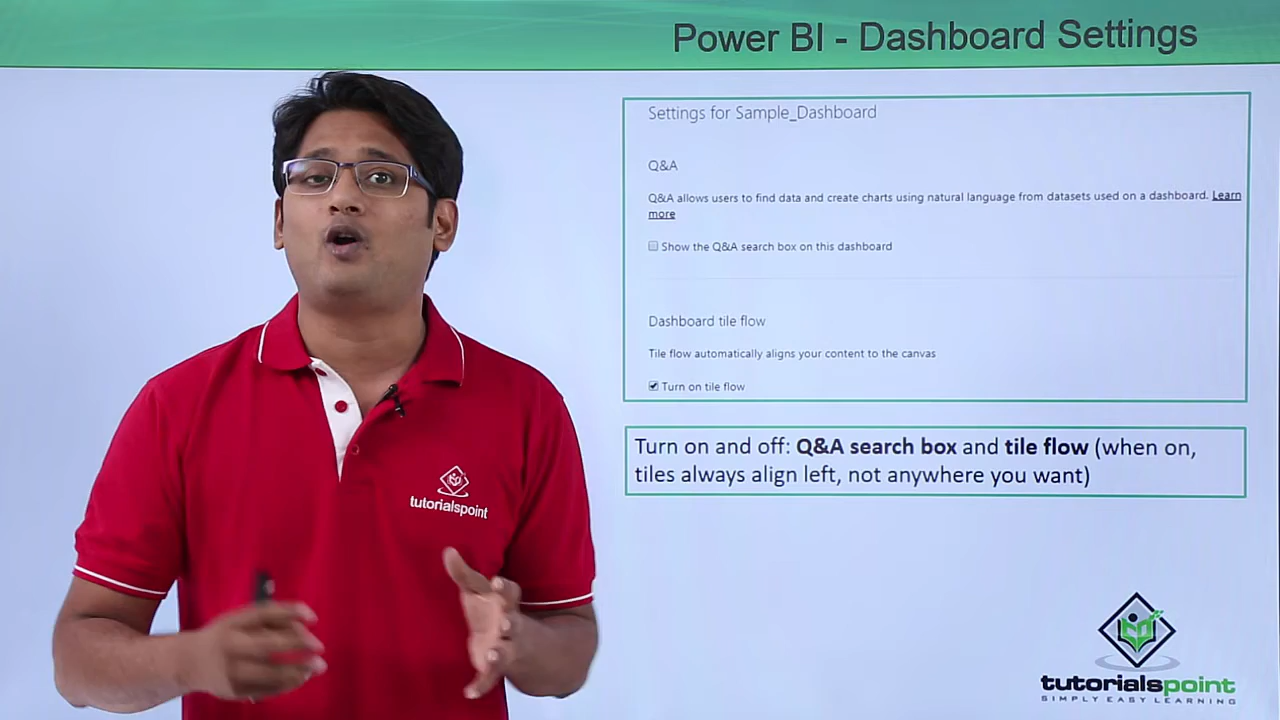 Power BI - Dashboard Settings
Settings for Sample_Dashboard
Q&A
Q&A allows users to find data and create charts using natural language from datasets used on a dashboard. Learn
more
Show the Q&A search box on this dashboard
Dashboard tile flow
Tile flow automatically aligns your content to the canvas
Turn on tile flow
Turn on and off: Q&A search box and tile flow (when on,
tiles always align left, not anywhere you want)
tutorialspoint
tutorialspoint
SIMPLY EASY LEARNING